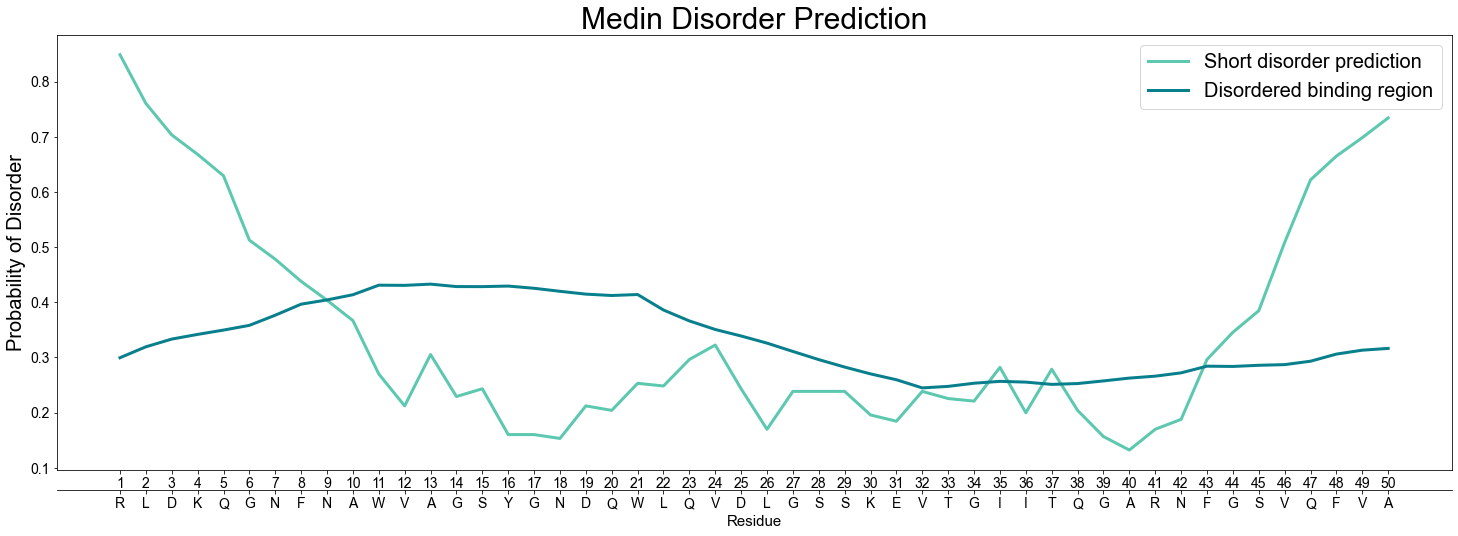 Medin Disorder Prediction
Short disorder prediction
Disordered binding region
Probability of Disorder
0.8
0.7
0.6
0.5
0.4
0.3
0.2
0.1
1 2 3 4 5 6 7 8 9 10 11 12 13 14 15 16 17 18 19 20 21 22 23 24 25 26 27 28 29 30 31 32 33 34 35 36 37 38 39 40 41 42 43 44 45 46 47 48 49 50
R L D K Q G N F N A W V A G S Y G N D Q W L Q V D L G S S K E V T G I I T Q G A R N F G S V Q F V A
Residue